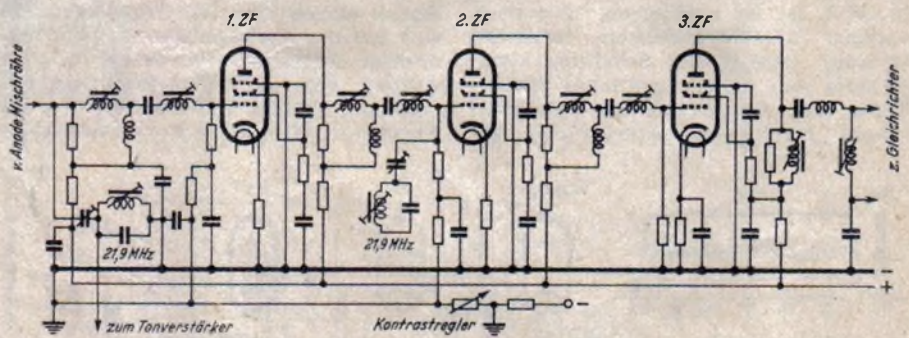 1. ZF
2. ZF
3. ZF
v. Anode Mischröhre
z. Gleichrichter
21,9 MHz
21,9 MHz
−
+
−
zum Tonverstärker
Kontrastregler